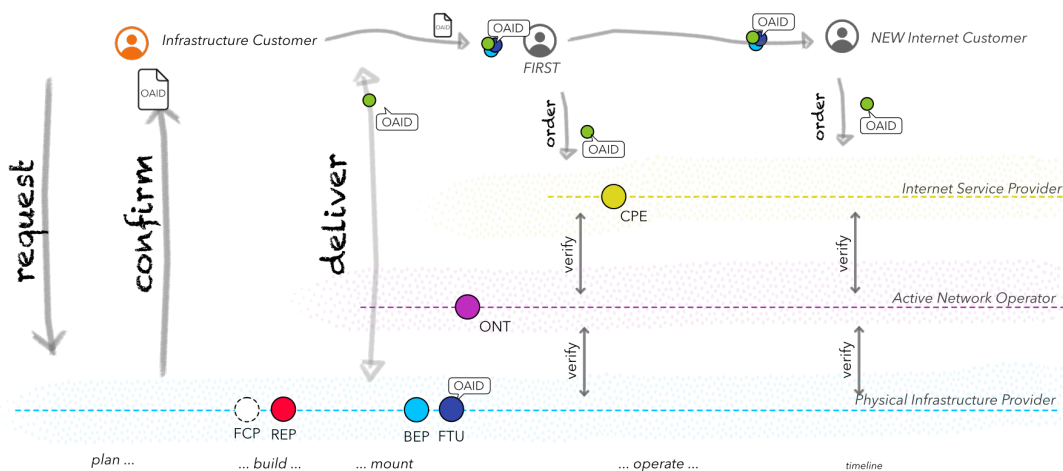 Infrastructure Customer
OAID
OAID
FIRST
OAID
NEW Internet Customer
OAID
request
confirm
deliver
OAID
order
OAID
order
OAID
Internet Service Provider
CPE
verify
verify
Active Network Operator
ONT
verify
verify
OAID
Physical Infrastructure Provider
FCP
REP
BEP
FTU
plan ...
... build ...
... mount
... operate ...
timeline